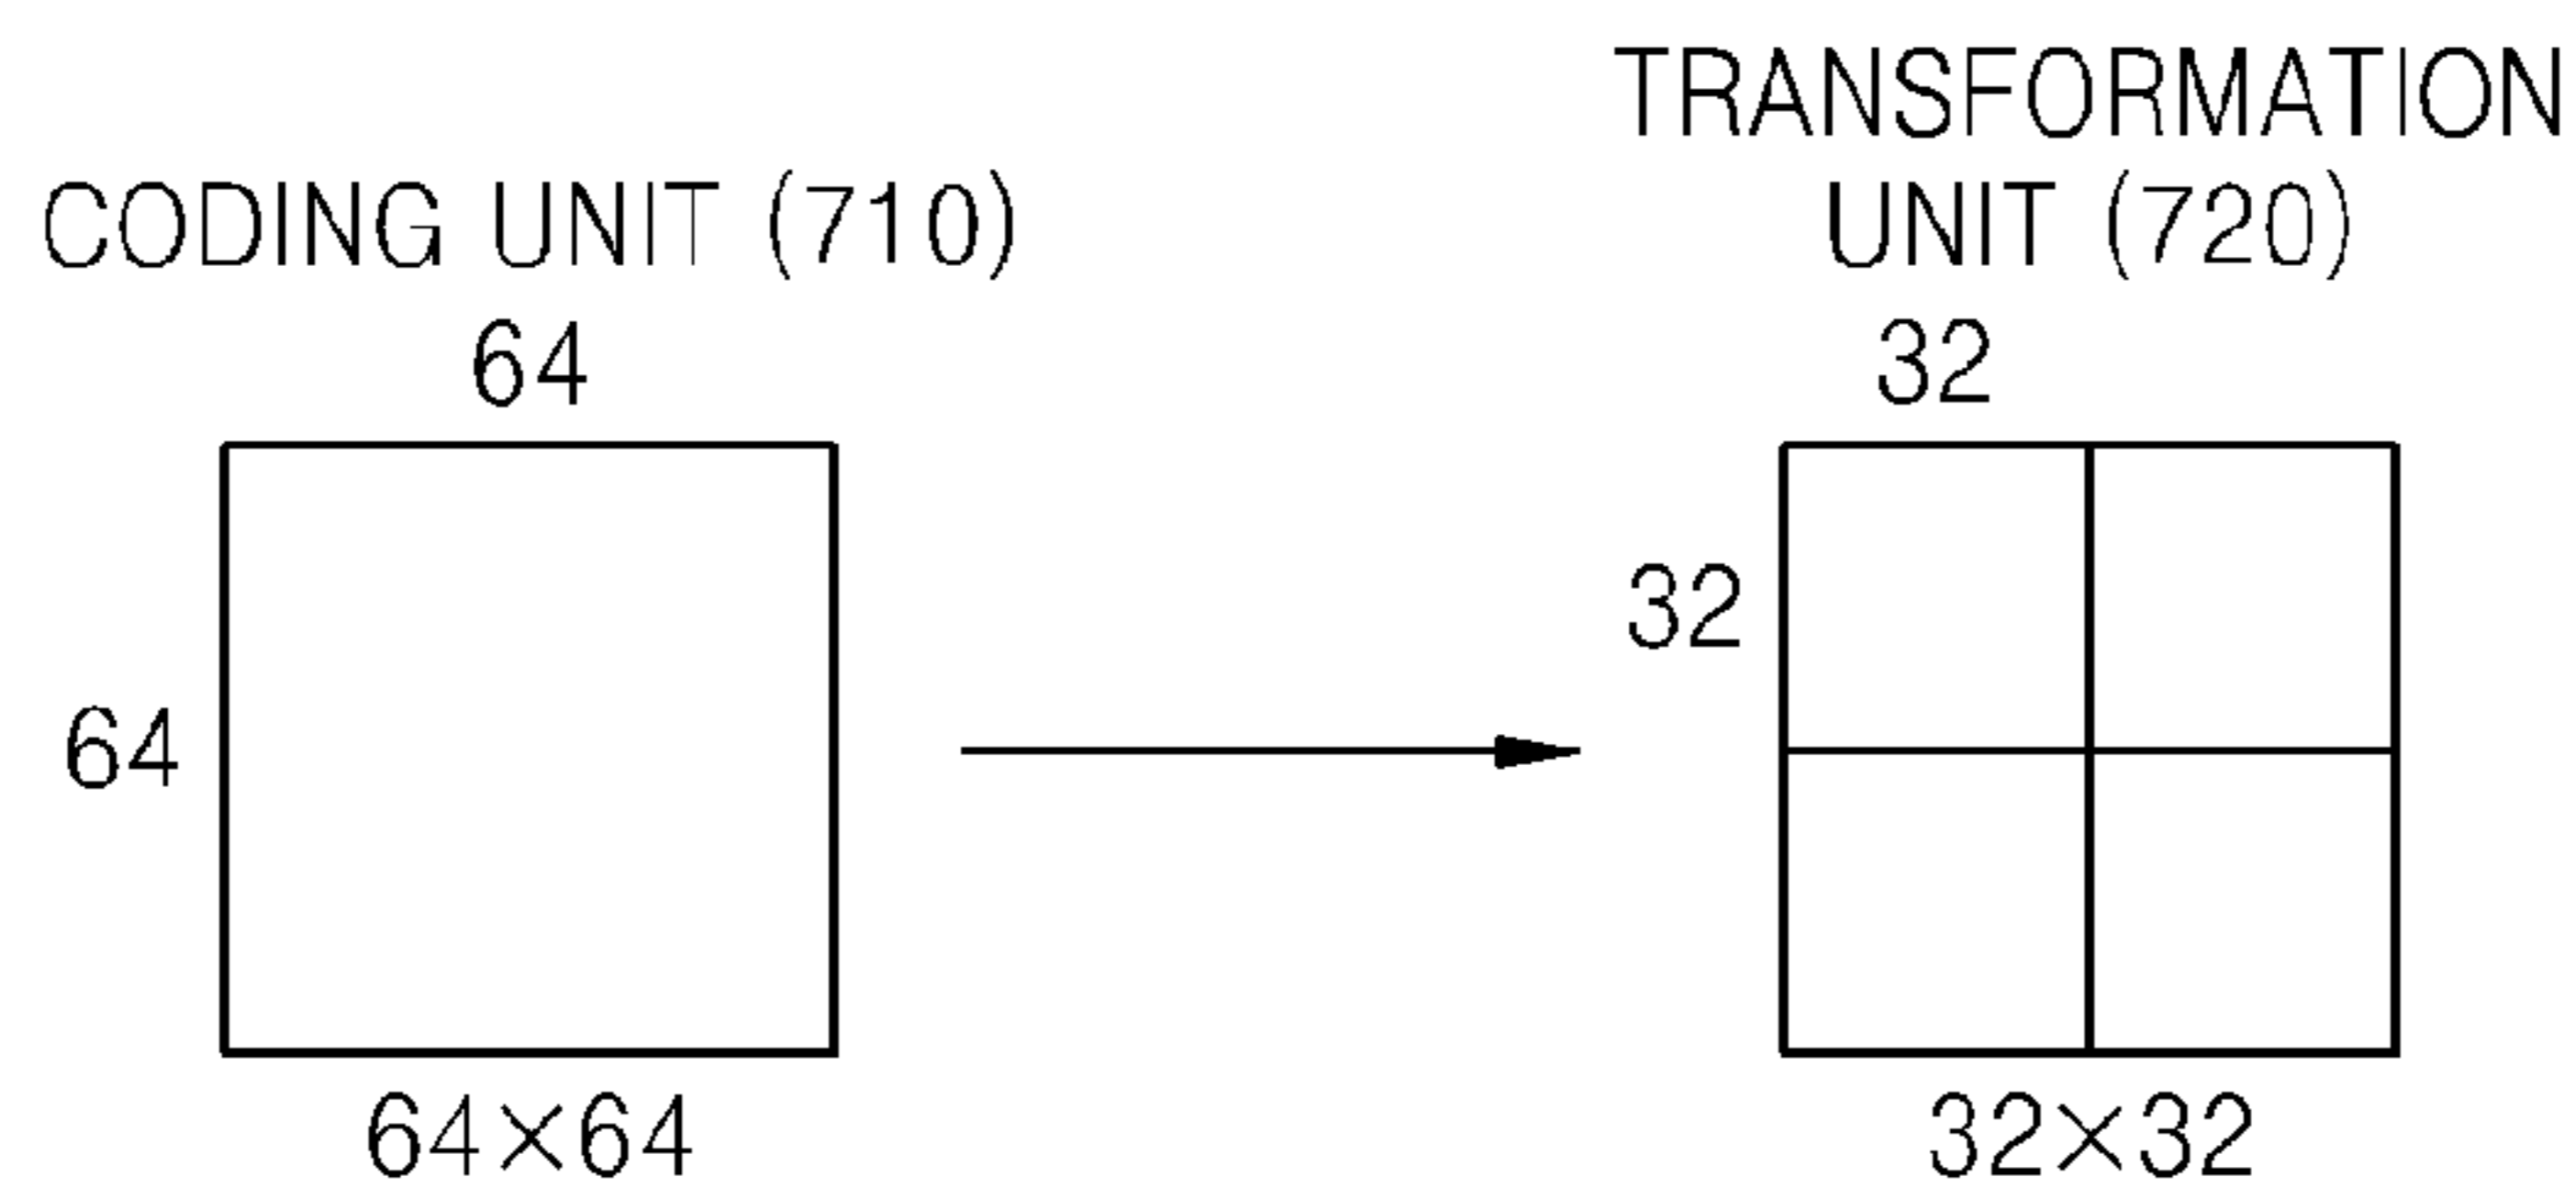 CODING UNIT (710)
64
64
64×64
TRANSFORMATION
UNIT (720)
32
32
32×32